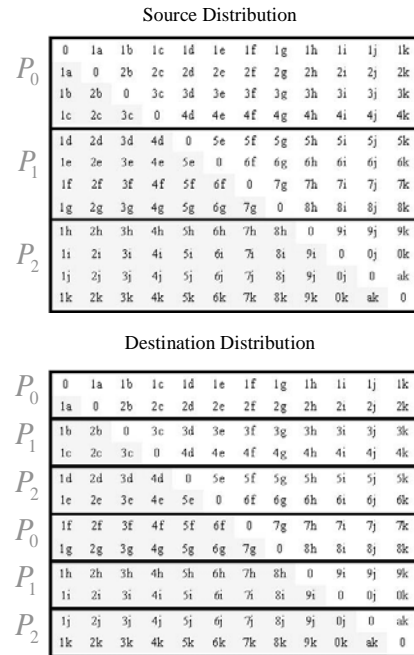 Source Distribution
P0
0 1a 1b 1c 1d 1e 1f 1g 1h 1i 1j 1k
1a 0 2b 2c 2d 2e 2f 2g 2h 2i 2j 2k
1b 2b 0 3c 3d 3e 3f 3g 3h 3i 3j 3k
1c 2c 3c 0 4d 4e 4f 4g 4h 4i 4j 4k
P1
1d 2d 3d 4d 0 5e 5f 5g 5h 5i 5j 5k
1e 2e 3e 4e 5e 0 6f 6g 6h 6i 6j 6k
1f 2f 3f 4f 5f 6f 0 7g 7h 7i 7j 7k
1g 2g 3g 4g 5g 6g 7g 0 8h 8i 8j 8k
P2
1h 2h 3h 4h 5h 6h 7h 8h 0 9i 9j 9k
1i 2i 3i 4i 5i 6i 7i 8i 9i 0 0j 0k
1j 2j 3j 4j 5j 6j 7j 8j 9j 0j 0 ak
1k 2k 3k 4k 5k 6k 7k 8k 9k 0k ak 0
Destination Distribution
P0
0 1a 1b 1c 1d 1e 1f 1g 1h 1i 1j 1k
1a 0 2b 2c 2d 2e 2f 2g 2h 2i 2j 2k
P1
1b 2b 0 3c 3d 3e 3f 3g 3h 3i 3j 3k
1c 2c 3c 0 4d 4e 4f 4g 4h 4i 4j 4k
P2
1d 2d 3d 4d 0 5e 5f 5g 5h 5i 5j 5k
1e 2e 3e 4e 5e 0 6f 6g 6h 6i 6j 6k
P0
1f 2f 3f 4f 5f 6f 0 7g 7h 7i 7j 7k
1g 2g 3g 4g 5g 6g 7g 0 8h 8i 8j 8k
P1
1h 2h 3h 4h 5h 6h 7h 8h 0 9i 9j 9k
1i 2i 3i 4i 5i 6i 7i 8i 9i 0 0j 0k
P2
1j 2j 3j 4j 5j 6j 7j 8j 9j 0j 0 ak
1k 2k 3k 4k 5k 6k 7k 8k 9k 0k ak 0